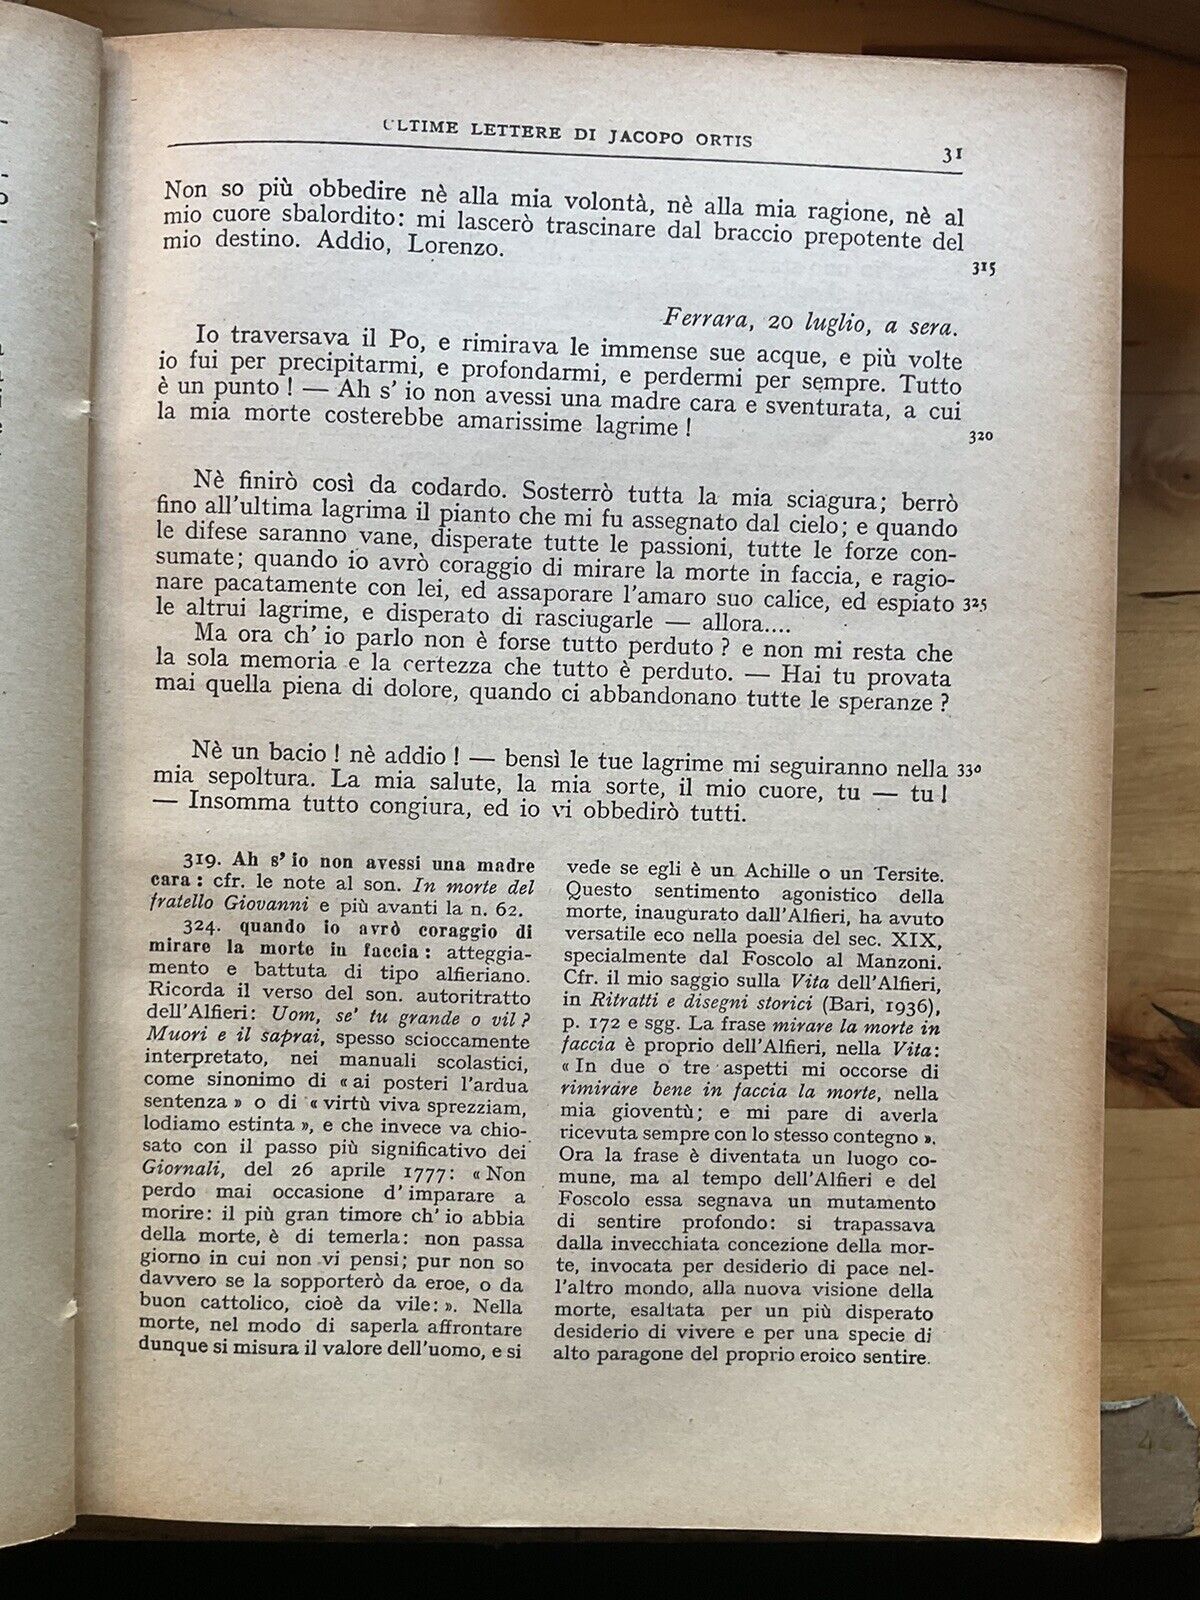 ULTIME LETTERE DI JACOPO ORTIS
31
Non so più obbedire nè alla mia volontà, nè alla mia ragione, nè al
mio cuore sbalordito: mi lascerò trascinare dal braccio prepotente del
mio destino. Addio, Lorenzo.
315
Ferrara, 20 luglio, a sera.
Io traversava il Po, e rimirava le immense sue acque, e più volte
io fui per precipitarmi, e profondarmi, e perdermi per sempre. Tutto
è un punto! — Ah s' io non avessi una madre cara e sventurata, a cui
la mia morte costerebbe amarissime lagrime!
320
Nè finirò così da codardo. Sosterrò tutta la mia sciagura; berrò
fino all'ultima lagrima il pianto che mi fu assegnato dal cielo; e quando
le difese saranno vane, disperate tutte le passioni, tutte le forze con-
sumate; quando io avrò coraggio di mirare la morte in faccia, e ragio-
nare pacatamente con lei, ed assaporare l'amaro suo calice, ed espiato 325
le altrui lagrime, e disperato di rasciugarle — allora....
Ma ora ch' io parlo non è forse tutto perduto? e non mi resta che
la sola memoria e la certezza che tutto è perduto. — Hai tu provata
mai quella piena di dolore, quando ci abbandonano tutte le speranze?
Nè un bacio! nè addio! — bensì le tue lagrime mi seguiranno nella 330
mia sepoltura. La mia salute, la mia sorte, il mio cuore, tu — tu!
— Insomma tutto congiura, ed io vi obbedirò tutti.
319. Ah s' io non avessi una madre
cara: cfr. le note al son. In morte del
fratello Giovanni e più avanti la n. 62.
324. quando io avrò coraggio di
mirare la morte in faccia: atteggia-
mento e battuta di tipo alfieriano.
Ricorda il verso del son. autoritratto
dell'Alfieri: Uom, se' tu grande o vil?
Muori e il saprai, spesso scioccamente
interpretato, nei manuali scolastici,
come sinonimo di « ai posteri l'ardua
sentenza » o di « virtù viva sprezziam,
lodiamo estinta », e che invece va chio-
sato con il passo più significativo dei
Giornali, del 26 aprile 1777: « Non
perdo mai occasione d' imparare a
morire: il più gran timore ch' io abbia
della morte, è di temerla: non passa
giorno in cui non vi pensi; pur non so
davvero se la sopporterò da eroe, o da
buon cattolico, cioè da vile: ». Nella
morte, nel modo di saperla affrontare
dunque si misura il valore dell'uomo, e si
vede se egli è un Achille o un Tersite.
Questo sentimento agonistico della
morte, inaugurato dall'Alfieri, ha avuto
versatile eco nella poesia del sec. XIX,
specialmente dal Foscolo al Manzoni.
Cfr. il mio saggio sulla Vita dell'Alfieri,
in Ritratti e disegni storici (Bari, 1936),
p. 172 e sgg. La frase mirare la morte in
faccia è proprio dell'Alfieri, nella Vita:
« In due o tre aspetti mi occorse di
rimirare bene in faccia la morte, nella
mia gioventù; e mi pare di averla
ricevuta sempre con lo stesso contegno ».
Ora la frase è diventata un luogo co-
mune, ma al tempo dell'Alfieri e del
Foscolo essa segnava un mutamento
di sentire profondo: si trapassava
dalla invecchiata concezione della mor-
te, invocata per desiderio di pace nel-
l'altro mondo, alla nuova visione della
morte, esaltata per un più disperato
desiderio di vivere e per una specie di
alto paragone del proprio eroico sentire.